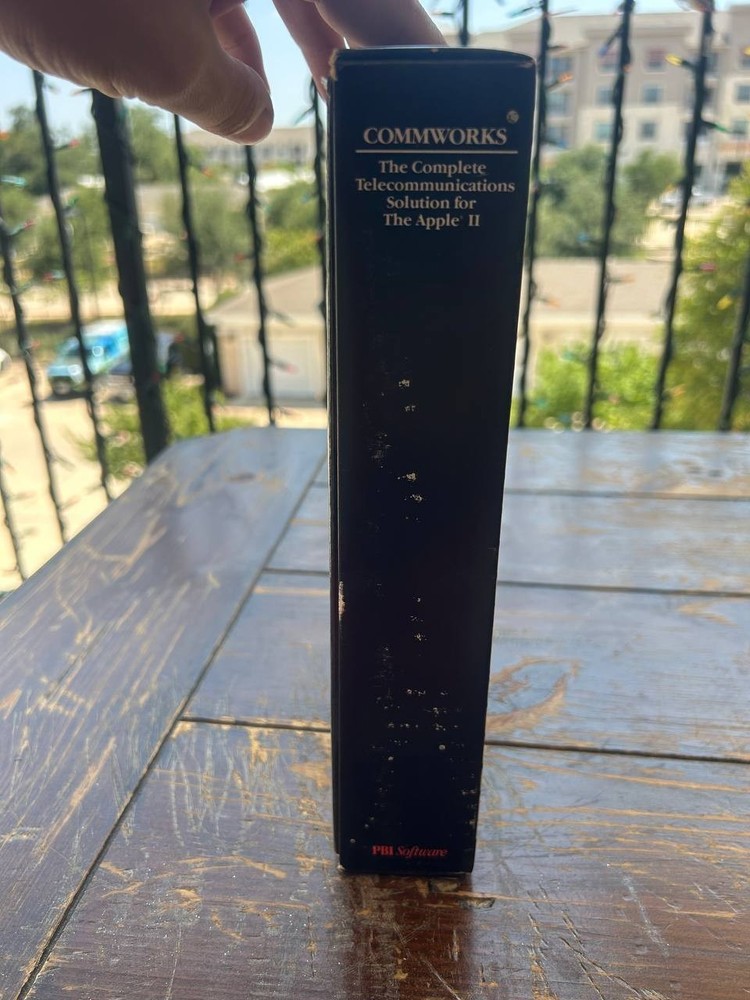 COMMWORKS®
The Complete
Telecommunications
Solution for
The Apple® II
PBI Software